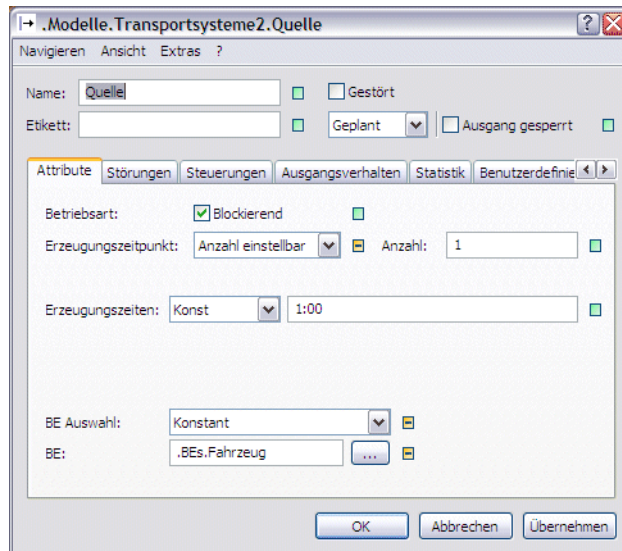 .Modelle.Transportsysteme2.Quelle
Navigieren Ansicht Extras ?
Name: Quelle Gestört
Etikett: Geplant Ausgang gesperrt
Attribute Störungen Steuerungen Ausgangsverhalten Statistik Benutzerdefinie
Betriebsart: Blockierend
Erzeugungszeitpunkt: Anzahl einstellbar Anzahl: 1
Erzeugungszeiten: Konst 1:00
BE Auswahl: Konstant
BE: .BEs.Fahrzeug ...
OK Abbrechen Übernehmen